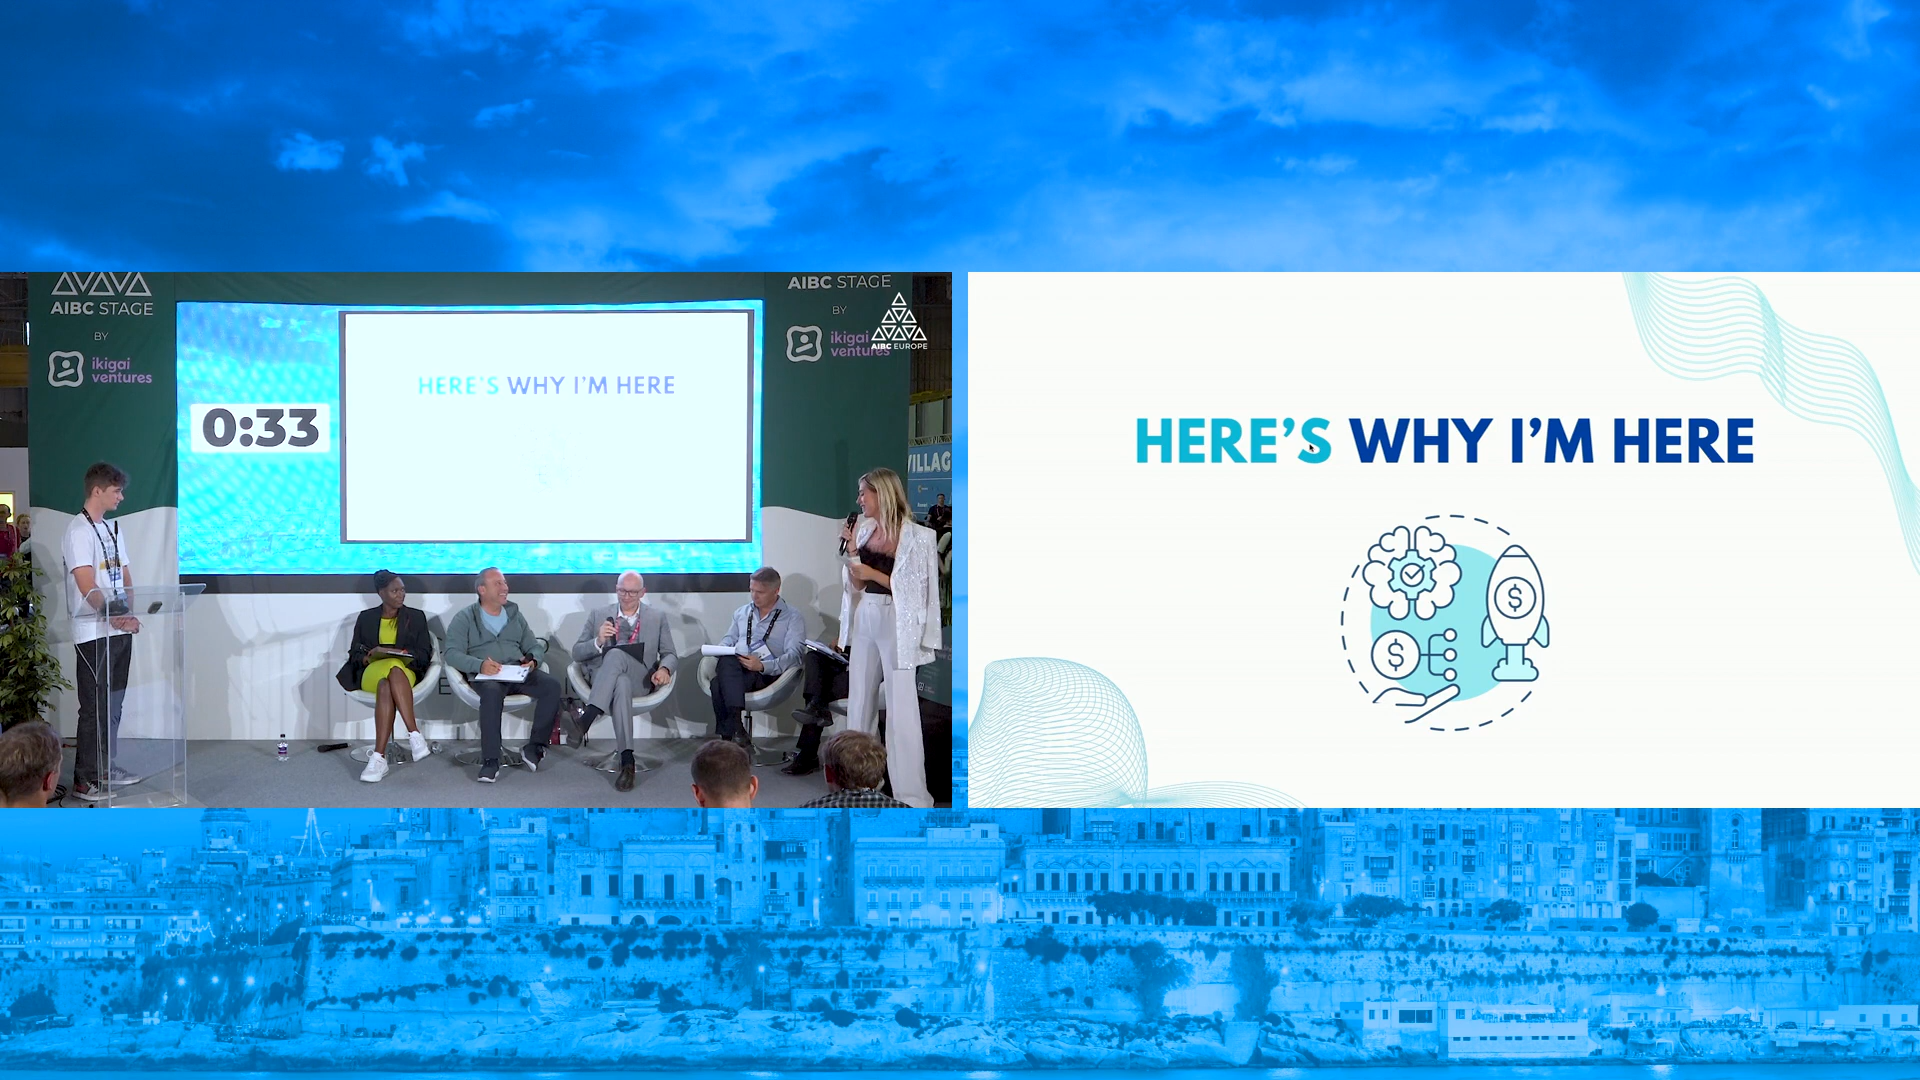 AIBC STAGE
BY
ikigai
ventures
0:33
HERE'S WHY I'M HERE
AIBC STAGE
BY
ikigai
ventures
AIBC EUROPE
VILLAG
HERE'S WHY I'M HERE
$
$